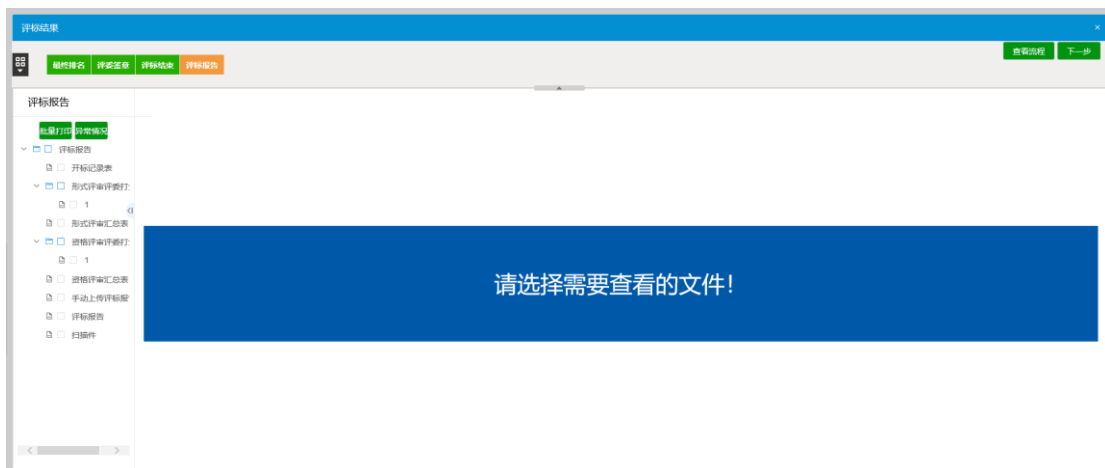 评标结果
查看流程 下一步
最终排名 评委签章 评标结束 评标报告
评标报告
批量打印 异常情况
评标报告
开标记录表
形式评审评委打
1
形式评审汇总表
资格评审评委打
1
资格评审汇总表
手动上传评标报
评标报告
扫描件
请选择需要查看的文件!